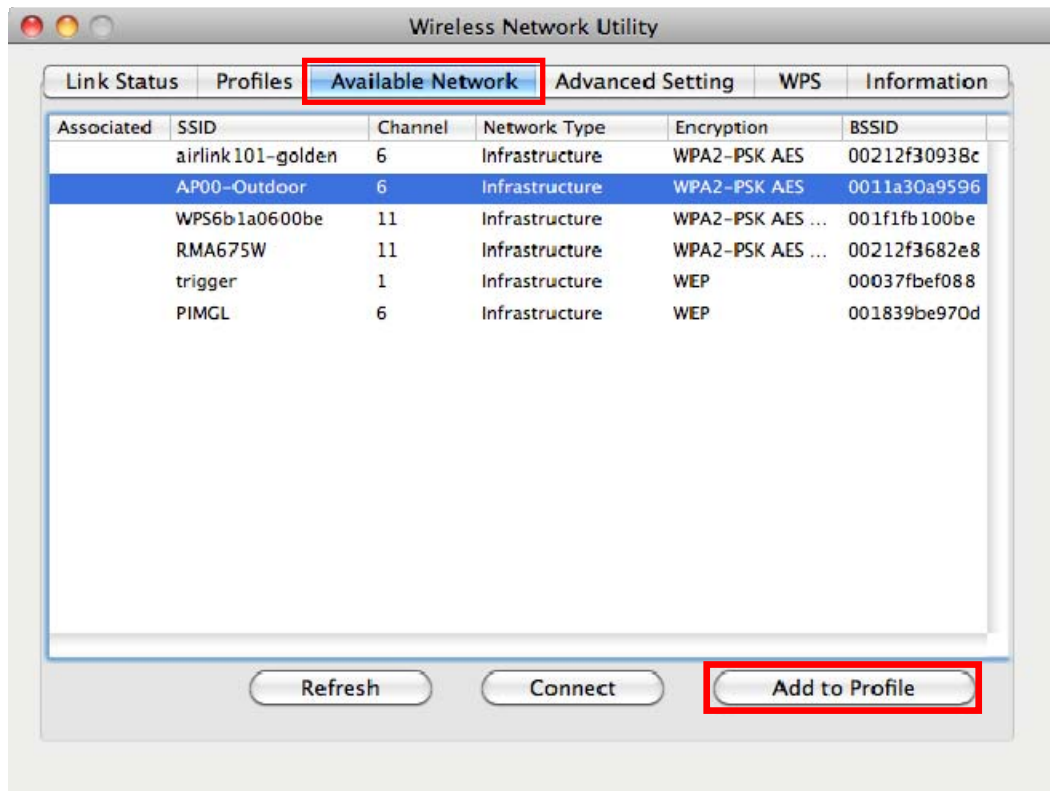 Wireless Network Utility
Link Status Profiles Available Network Advanced Setting WPS Information
Associated SSID Channel Network Type Encryption BSSID
airlink101-golden 6 Infrastructure WPA2-PSK AES 00212f30938c
AP00-Outdoor 6 Infrastructure WPA2-PSK AES 0011a30a9596
WPS6b1a0600be 11 Infrastructure WPA2-PSK AES ... 001f1fb100be
RMA675W 11 Infrastructure WPA2-PSK AES ... 00212f3682e8
trigger 1 Infrastructure WEP 00037fbef088
PIMGL 6 Infrastructure WEP 001839be970d
Refresh Connect Add to Profile